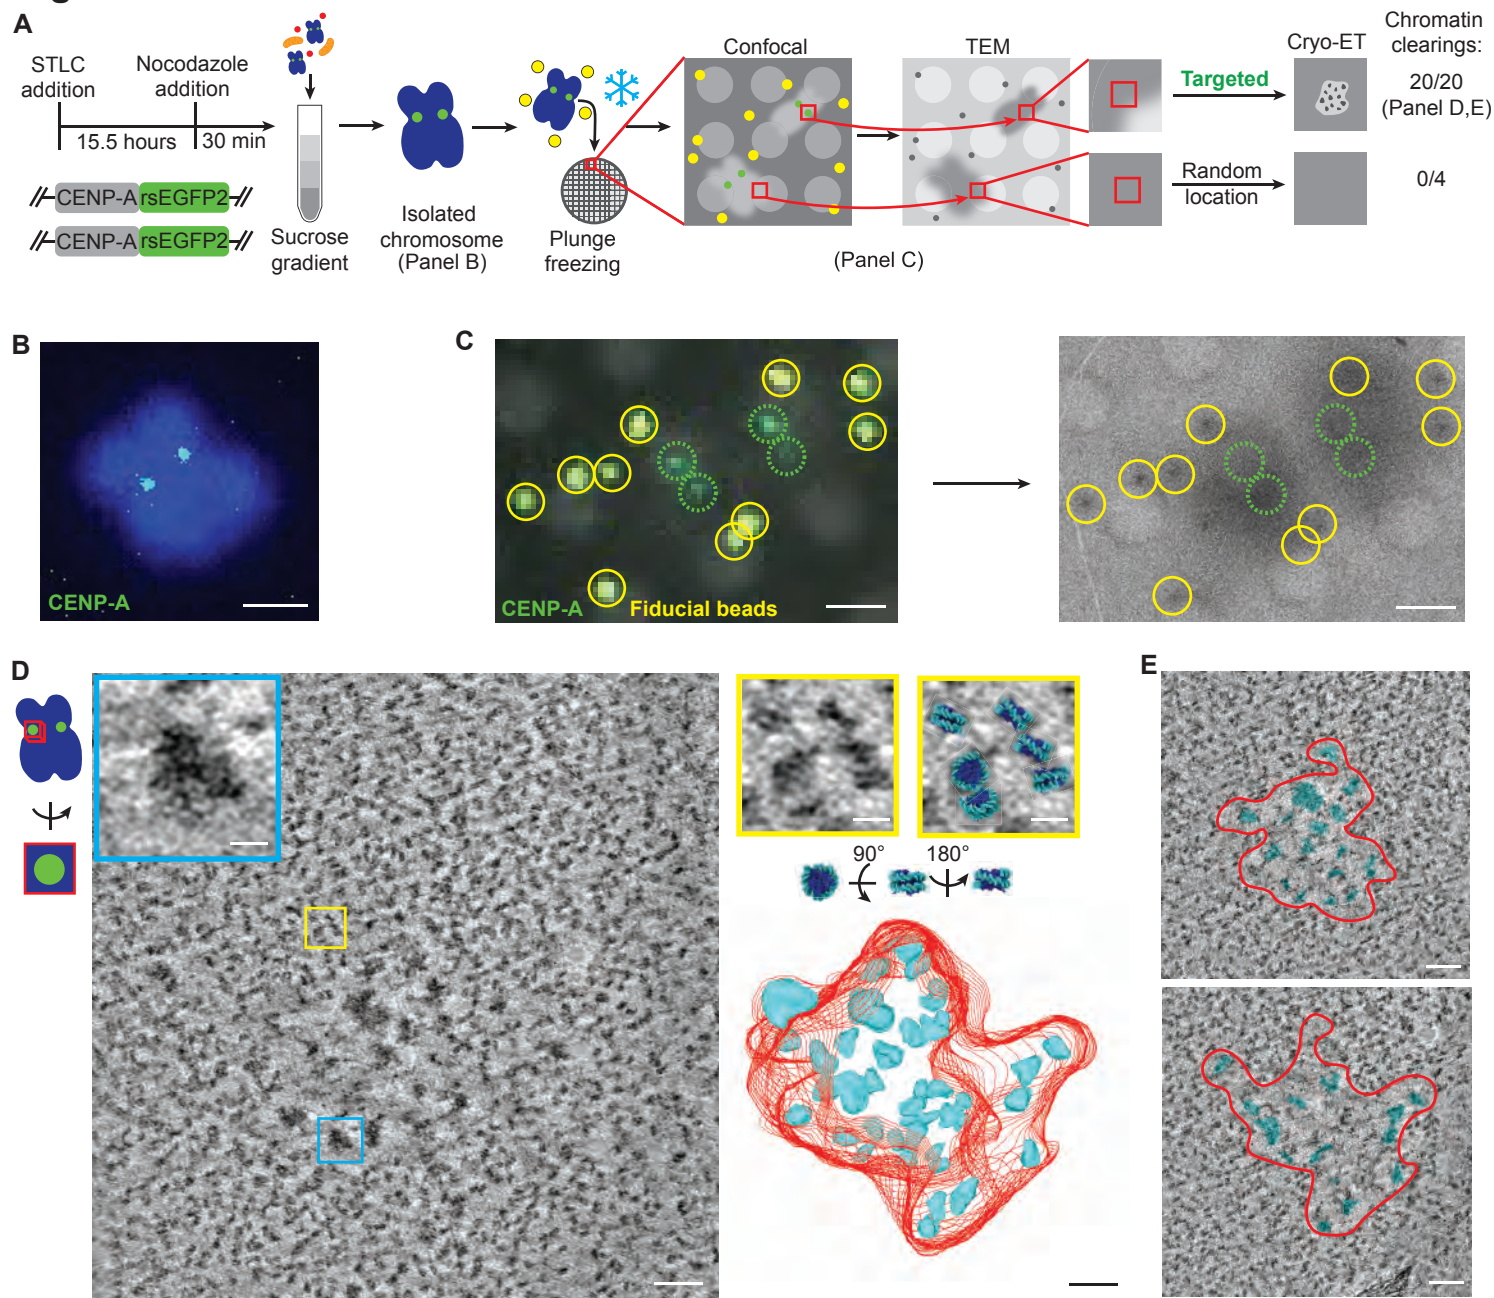 A
STLC
addition
Nocodazole
addition
15.5 hours
30 min
CENP-A
rsEGFP2
CENP-A
rsEGFP2
Sucrose
gradient
Isolated
chromosome
(Panel B)
Plunge
freezing
Confocal
TEM
(Panel C)
Targeted
Random
location
Cryo-ET
Chromatin
clearings:
20/20
(Panel D,E)
0/4
B
CENP-A
C
CENP-A
Fiducial beads
D
90°
180°
E